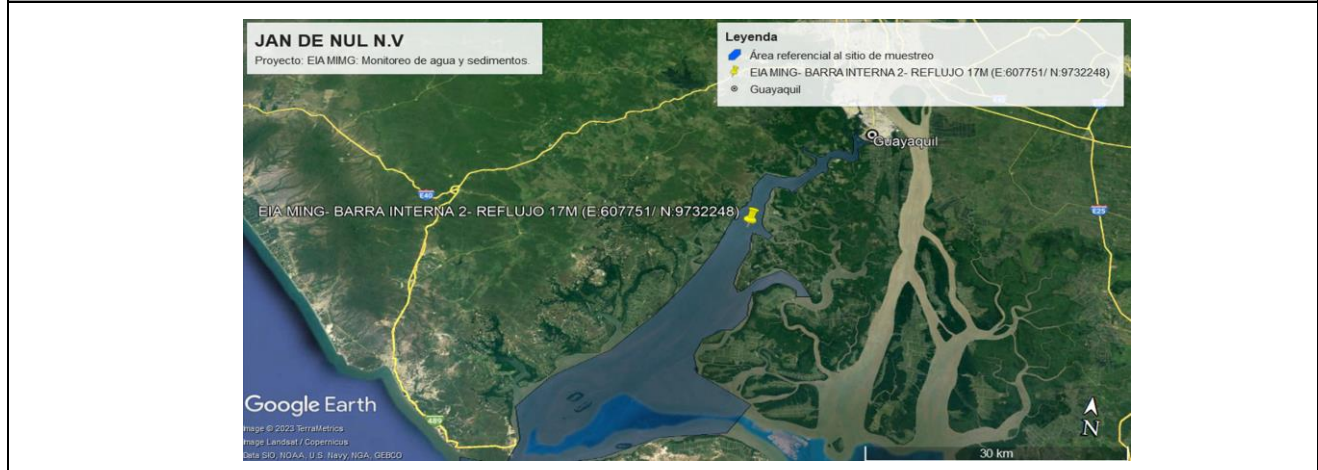 JAN DE NUL N.V
Proyecto: EIA MIMG: Monitoreo de agua y sedimentos.
Leyenda
Área referencial al sitio de muestreo
EIA MING- BARRA INTERNA 2- REFLUJO 17M (E:607751/ N:9732248)
Guayaquil
Guayaquil
E40
EIA MING- BARRA INTERNA 2- REFLUJO 17M (E:607751/ N:9732248)
E25
489
Google Earth
Image © 2023 TerraMetrics
Image Landsat / Copernicus
Data SIO, NOAA, U.S. Navy, NGA, GEBCO
N
30 km